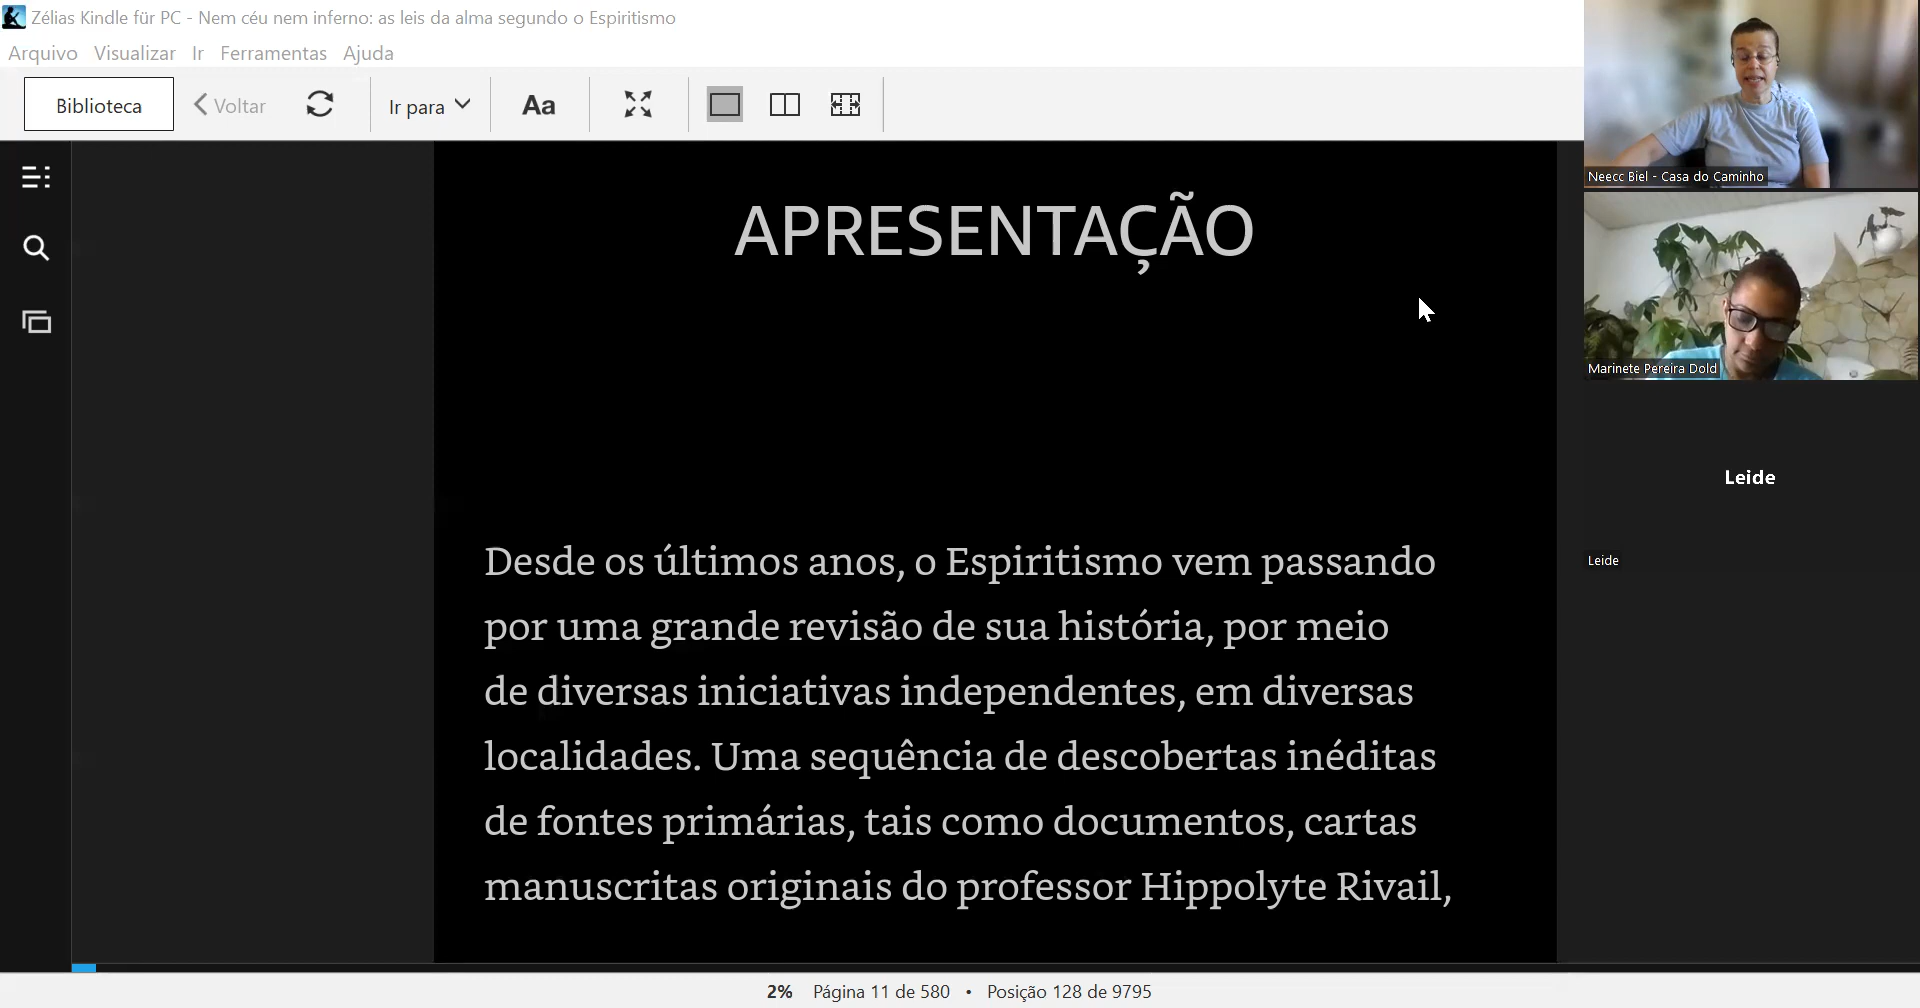 Zélias Kindle für PC - Nem céu nem inferno: as leis da alma segundo o Espiritismo
Arquivo Visualizar Ir Ferramentas Ajuda
Biblioteca Voltar Ir para Aa
APRESENTAÇÃO
Desde os últimos anos, o Espiritismo vem passando
por uma grande revisão de sua história, por meio
de diversas iniciativas independentes, em diversas
localidades. Uma sequência de descobertas inéditas
de fontes primárias, tais como documentos, cartas
manuscritas originais do professor Hippolyte Rivail,
2% Página 11 de 580 • Posição 128 de 9795
Neecc Biel - Casa do Caminho
Marinete Pereira Dold
Leide
Leide